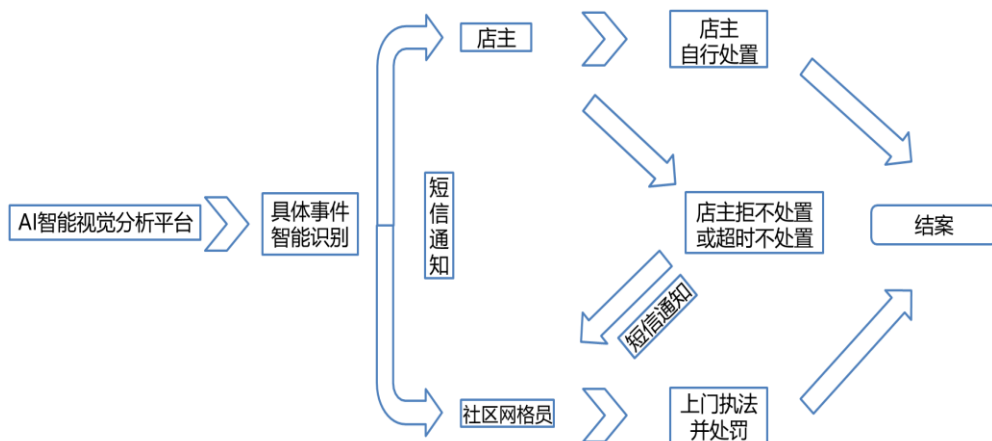 AI智能视觉分析平台
具体事件
智能识别
短
信
通
知
店主
店主
自行处置
店主拒不处置
或超时不处置
短信通知
社区网格员
上门执法
并处罚
结案